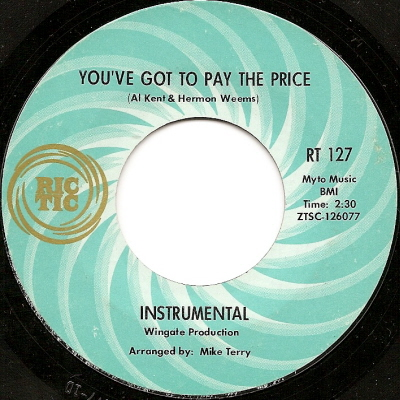 YOU'VE GOT TO PAY THE PRICE
(Al Kent & Hermon Weems)
RIC
TIC
RT 127
Myto Music
BMI
Time: 2:30
ZTSC-126077
INSTRUMENTAL
Wingate Production
Arranged by: Mike Terry